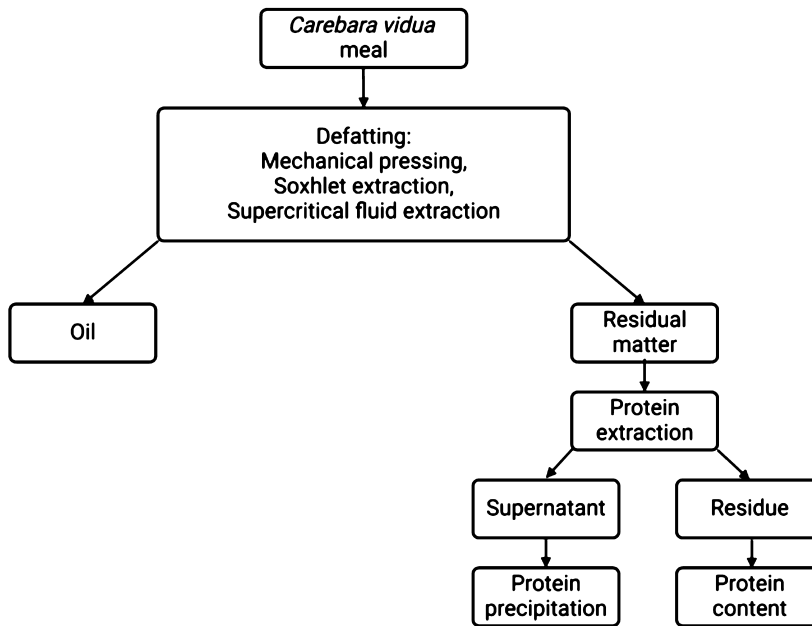 Carebara vidua
meal
Defatting:
Mechanical pressing,
Soxhlet extraction,
Supercritical fluid extraction
Oil
Residual
matter
Protein
extraction
Supernatant
Residue
Protein
precipitation
Protein
content